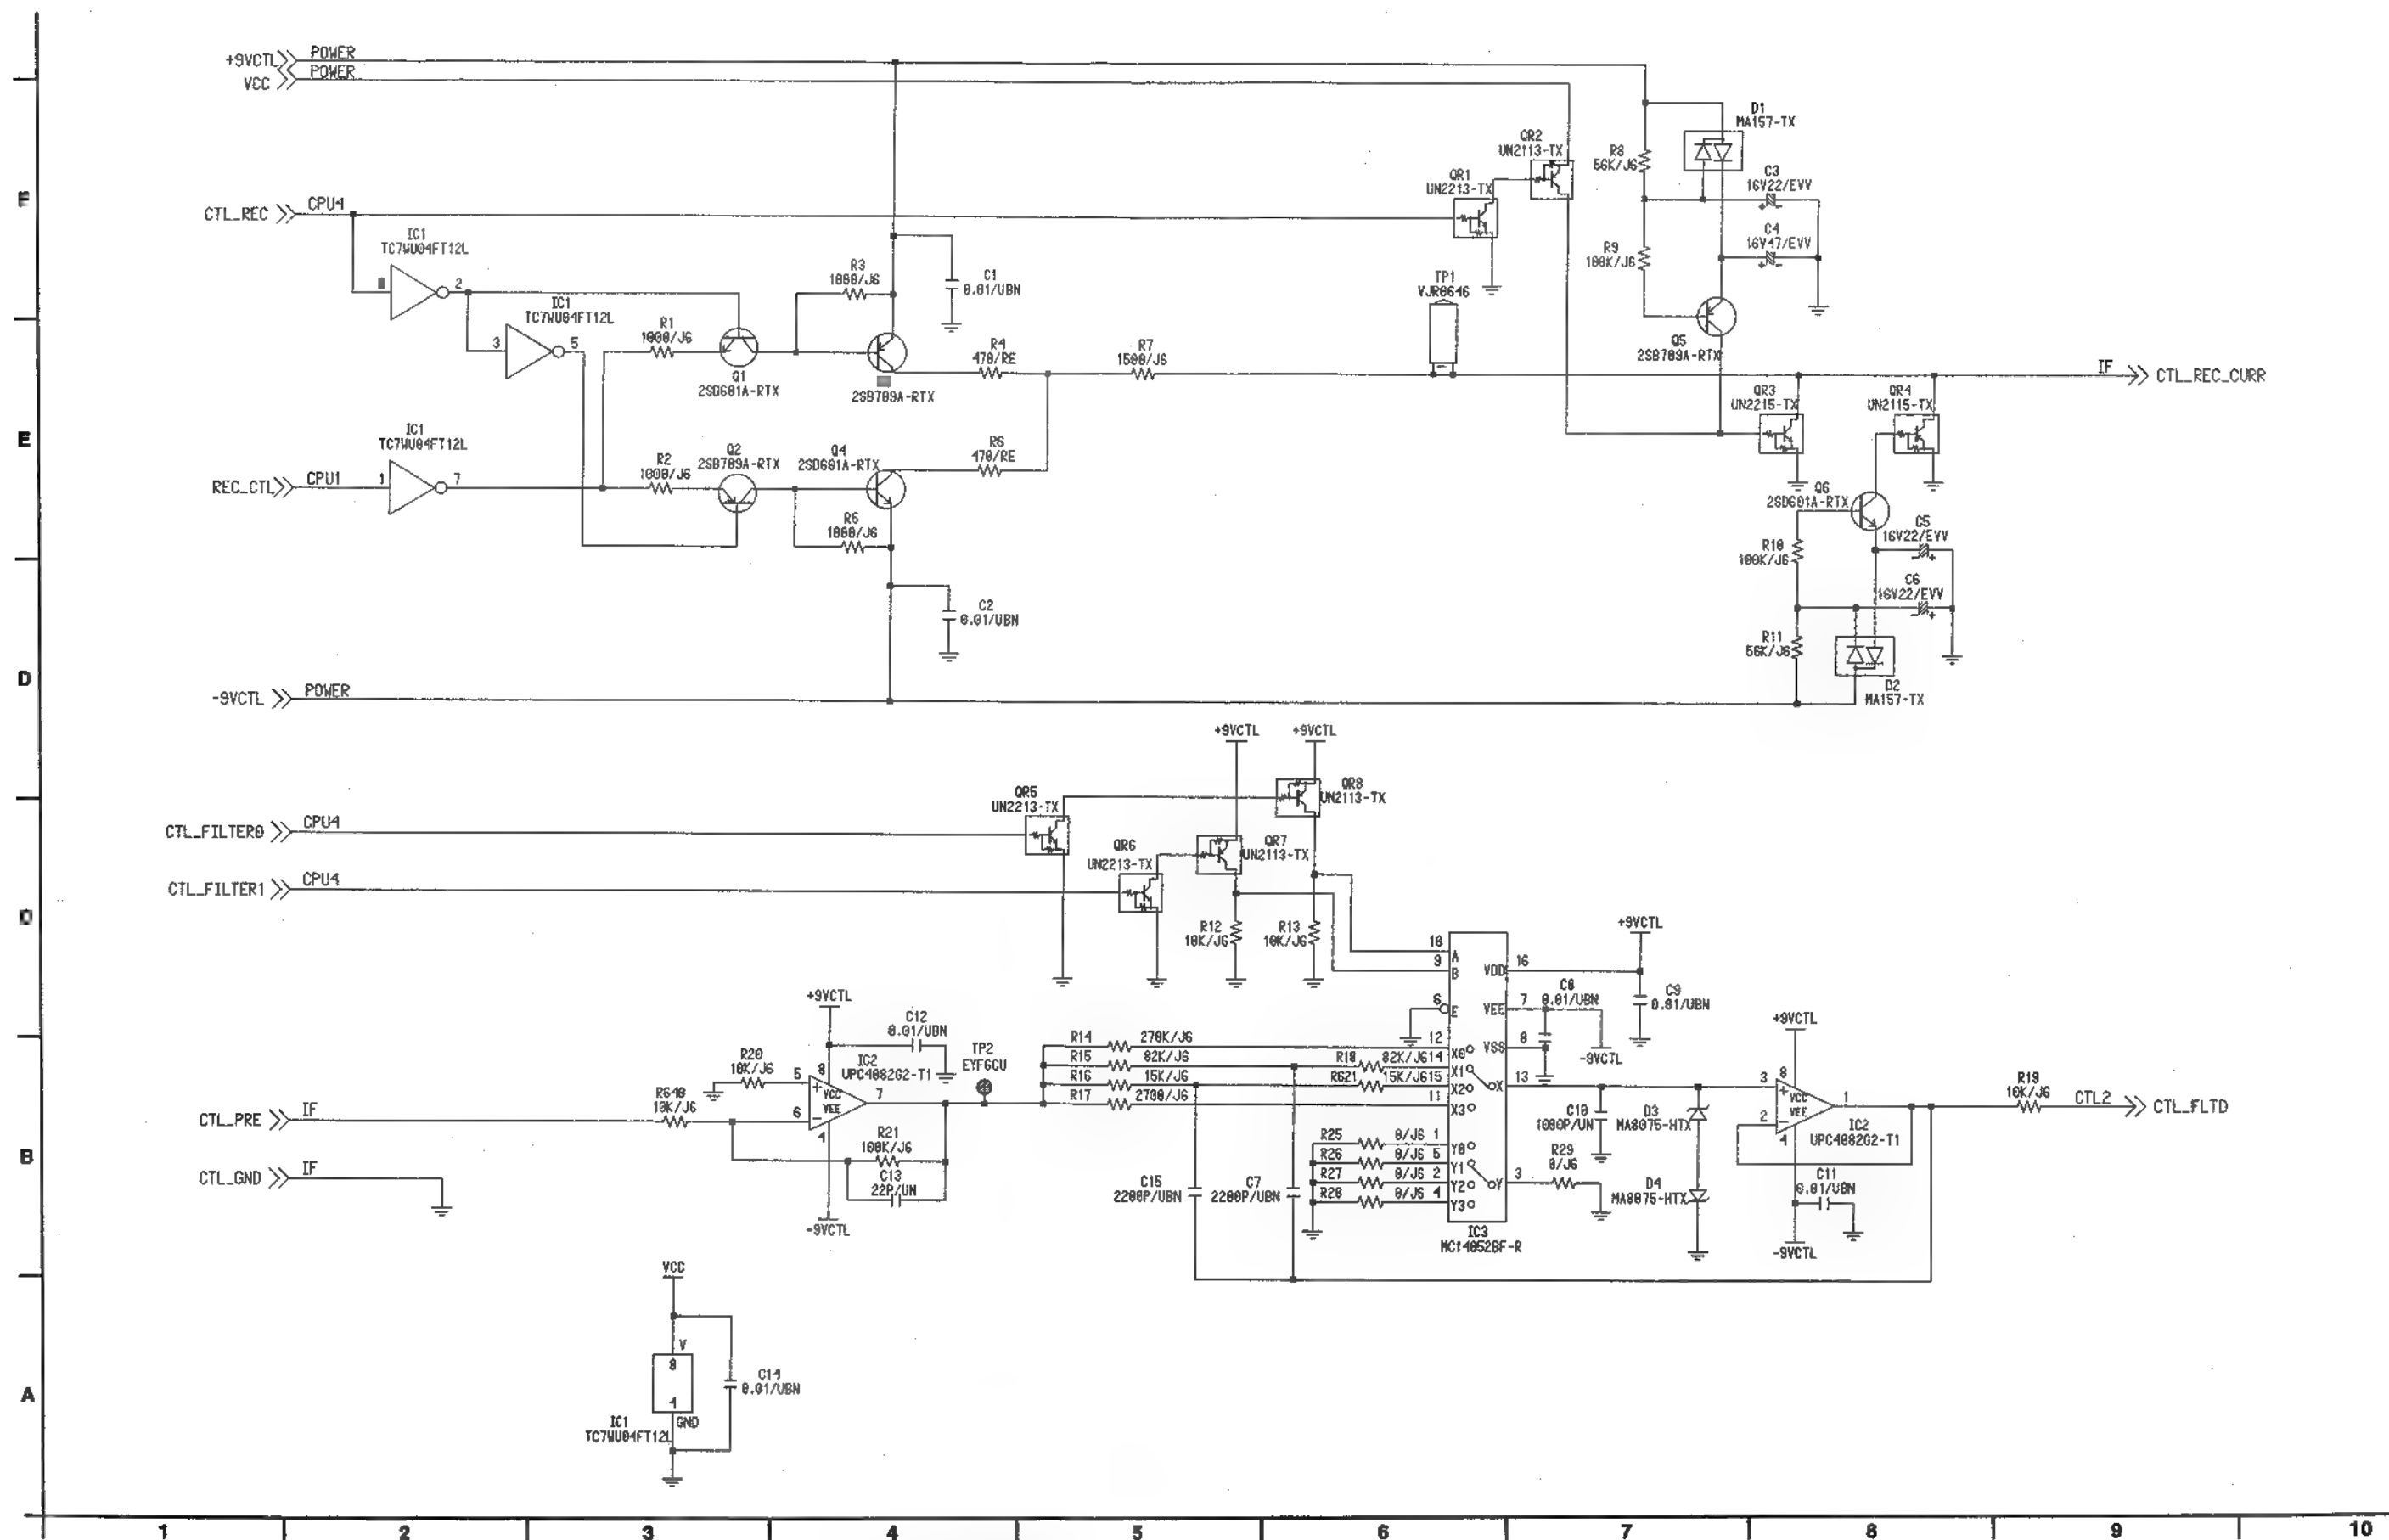 +9VCTL POWER
VCC POWER
D1
MA157-TX
QR2
UN2113-TX
R8
56K/J6
C3
16V22/EVV
QR1
UN2213-TX
F
CTL_REC CPU4
C4
16V47/EVV
IC1
TC7WU04FT12L
2
R9
100K/J6
R3
1000/J6
C1
0.01/UBN
TP1
VJR0646
IC1
TC7WU04FT12L
3 5
R1
1000/J6
Q1
2SD601A-RTX
2SB709A-RTX
R4
470/RE
R7
1500/J6
Q5
2SB709A-RTX
IF CTL_REC_CURR
QR3
UN2215-TX
QR4
UN2115-TX
E
IC1
TC7WU04FT12L
REC_CTL CPU1 1 7
R2
1000/J6
Q2
2SB709A-RTX
Q4
2SD601A-RTX
R6
470/RE
R5
1000/J6
Q6
2SD601A-RTX
C5
16V22/EVV
R10
100K/J6
C6
16V22/EVV
C2
0.01/UBN
R11
56K/J6
D
-9VCTL POWER
D2
MA157-TX
+9VCTL +9VCTL
QR8
UN2113-TX
QR5
UN2213-TX
CTL_FILTER0 CPU4
QR6
UN2213-TX
QR7
UN2113-TX
CTL_FILTER1 CPU4
R12
10K/J6
R13
10K/J6
+9VCTL
10 A
9 B
VDD 16
6 E
VEE 7
C8
0.01/UBN
C9
0.01/UBN
VSS 8
-9VCTL
+9VCTL
C12
0.01/UBN
IC2
UPC4082G2-T1
TP2
EYF6CU
R20
10K/J6
R640
10K/J6
5 8 + VCC
6 - VEE 7
4
CTL_PRE IF
R14 270K/J6 12 X0
R15 82K/J6 R18 82K/J6 14 X1
R16 15K/J6 R621 15K/J6 15 X2 X 13
R17 2700/J6 11 X3
R21
100K/J6
C13
22P/UN
-9VCTL
B
CTL_GND IF
C15
2200P/UBN
C7
2200P/UBN
R25 0/J6 1 Y0
R26 0/J6 5 Y1
R27 0/J6 2 Y2 Y 3
R28 0/J6 4 Y3
IC3
MC14052BF-R
R29
0/J6
C10
1000P/UN
D3
MA8075-HTX
D4
MA8075-HTX
+9VCTL
3 8 + VCC 1
2 - VEE
4
IC2
UPC4082G2-T1
C11
0.01/UBN
-9VCTL
R19
10K/J6
CTL2 CTL_FLTD
VCC
V
8
4
GND
IC1
TC7WU04FT12L
C14
0.01/UBN
A
1 2 3 4 5 6 7 8 9 10